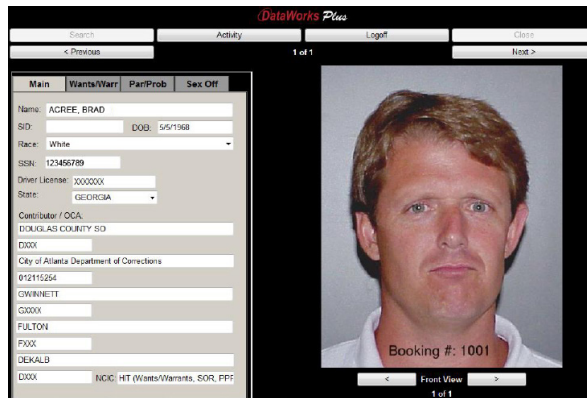 DataWorks Plus
Search Activity Logoff Close
< Previous 1 of 1 Next >
Main Wants/Warr Par/Prob Sex Off
Name: ACREE, BRAD
SID: DOB: 5/5/1968
Race: White
SSN: 123456789
Driver License: XXXXXXX
State: GEORGIA
Contributor / OCA:
DOUGLAS COUNTY SO
DXXX
City of Atlanta Department of Corrections
012115254
GWINNETT
GXXXX
FULTON
FXXX
DEKALB
DXXX NCIC HIT (Wants/Warrants, SOR, PPF
Booking #: 1001
< Front View >
1 of 1